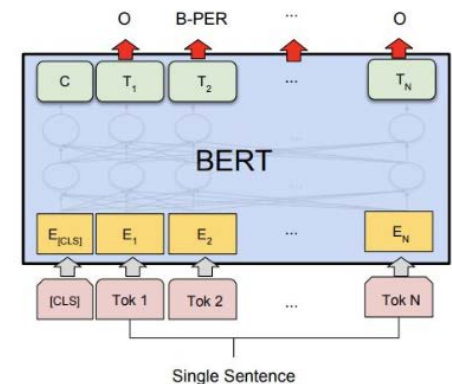 O B-PER ... O
C T1 T2 ... TN
BERT
E[CLS] E1 E2 ... EN
[CLS] Tok 1 Tok 2 ... Tok N
Single Sentence